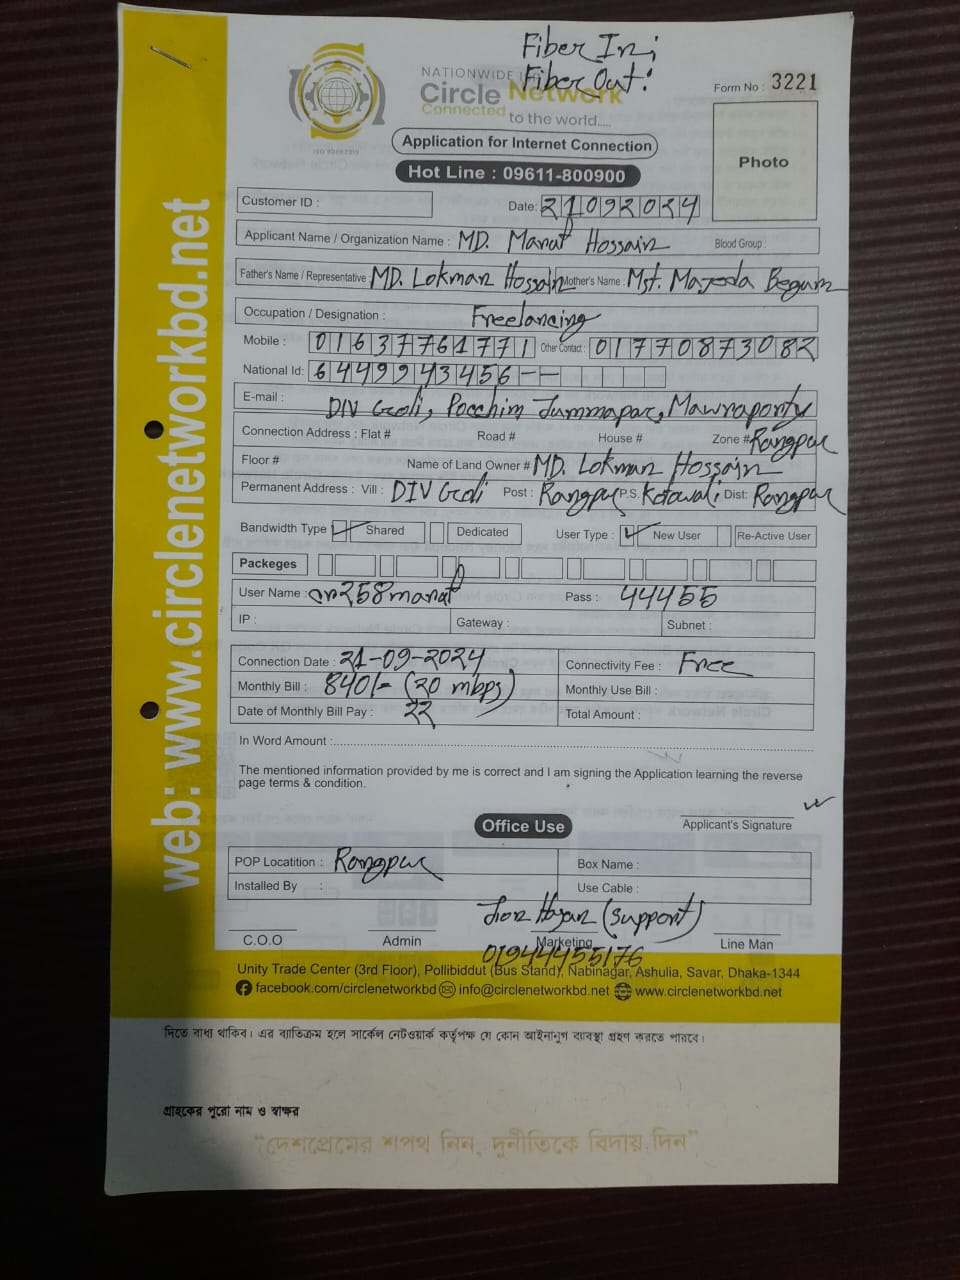 Fiber In;
Fiber Out:
NATIONWIDE
Circle Network
Connected to the world.....
Form No : 3221
ISO 9001:2015
Application for Internet Connection
Photo
Hot Line : 09611-800900
Customer ID :
Date: 21092024
Applicant Name / Organization Name : MD. Manat Hossain Blood Group :
Father's Name / Representative : MD. Lokman Hossain Mother's Name : Mst. Majeda Begum
Occupation / Designation : Freelancing
Mobile : 01637761771 Other Contact : 01770873082
National Id: 6449943456--
E-mail :
Pocchim Jummapar,
Connection Address : Flat # Road # House # Zone # Rangpur
Floor # Name of Land Owner # MD. Lokman Hossain
Permanent Address : Vill : Post : Rangpur P.S. Kotowali Dist: Rangpur
Bandwidth Type : Shared Dedicated User Type : New User Re-Active User
Packeges
User Name : cn258manat Pass : 44455
IP : Gateway : Subnet :
Connection Date : 21-09-2024 Connectivity Fee : Free
Monthly Bill : 840/- (20 mbps) Monthly Use Bill :
Date of Monthly Bill Pay : 22 Total Amount :
In Word Amount :
The mentioned information provided by me is correct and I am signing the Application learning the reverse
page terms & condition.
Applicant's Signature
Office Use
POP Locatition : Rangpur Box Name :
Installed By : Use Cable :
(support)
C.O.O Admin Marketing Line Man
01944455176
Unity Trade Center (3rd Floor), Pollibiddut (Bus Stand), Nabinagar, Ashulia, Savar, Dhaka-1344
facebook.com/circlenetworkbd info@circlenetworkbd.net www.circlenetworkbd.net
web: www.circlenetworkbd.net
দিতে বাধ্য থাকিব। এর ব্যতিক্রম হলে সার্কেল নেটওয়ার্ক কর্তৃপক্ষ যে কোন আইনানুগ ব্যবস্থা গ্রহণ করতে পারবে।
গ্রাহকের পুরো নাম ও স্বাক্ষর
“দেশপ্রেমের শপথ নিন, দুর্নীতিকে বিদায় দিন”